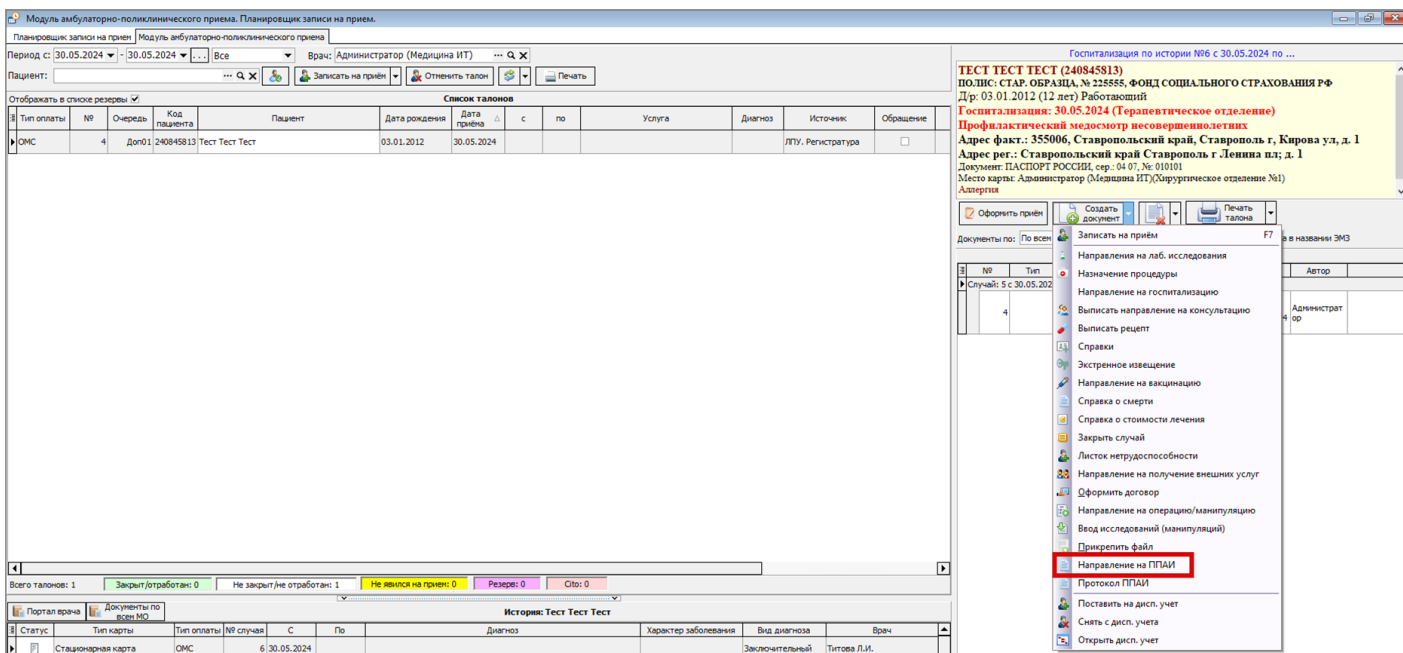 Модуль амбулаторно-поликлинического приема. Планировщик записи на прием.
Планировщик записи на прием Модуль амбулаторно-поликлинического приема
Период с: 30.05.2024 - 30.05.2024 ... Все Врач: Администратор (Медицина ИТ)
Пациент: Записать на приём Отменить талон Печать
Отображать в списке резервы Список талонов
Тип оплаты № Очередь Код пациента Пациент Дата рождения Дата приёма с по Услуга Диагноз Источник Обращение
ОМС 4 Доп01 240845813 Тест Тест Тест 03.01.2012 30.05.2024 ЛПУ. Регистратура
Всего талонов: 1 Закрыт/отработан: 0 Не закрыт/не отработан: 1 Не явился на прием: 0 Резерв: 0 Cito: 0
Портал врача Документы по всем МО История: Тест Тест Тест
Статус Тип карты Тип оплаты № случая С По Диагноз Характер заболевания Вид диагноза Врач
Стационарная карта ОМС 6 30.05.2024 Заключительный Титова Л.И.
Госпитализация по истории №6 с 30.05.2024 по ...
ТЕСТ ТЕСТ ТЕСТ (240845813)
ПОЛИС: СТАР. ОБРАЗЦА, № 225555, ФОНД СОЦИАЛЬНОГО СТРАХОВАНИЯ РФ
Д/р: 03.01.2012 (12 лет) Работающий
Госпитализация: 30.05.2024 (Терапевтическое отделение)
Профилактический медосмотр несовершеннолетних
Адрес факт.: 355006, Ставропольский край, Ставрополь г, Кирова ул, д. 1
Адрес рег.: Ставропольский край Ставрополь г Ленина пл; д. 1
Документ: ПАСПОРТ РОССИИ, сер.: 04 07, №: 010101
Место карты: Администратор (Медицина ИТ)(Хирургическое отделение №1)
Аллергия
Оформить приём Создать документ Печать талона
Документы по: По всем а в названии ЭМЗ
№ Тип Автор
Случай: 5 с 30.05.202
4 4 Администрат
ор
Записать на приём F7
Направления на лаб. исследования
Назначение процедуры
Направление на госпитализацию
Выписать направление на консультацию
Выписать рецепт
Справки
Экстренное извещение
Направление на вакцинацию
Справка о смерти
Справка о стоимости лечения
Закрыть случай
Листок нетрудоспособности
Направление на получение внешних услуг
Оформить договор
Направление на операцию/манипуляцию
Ввод исследований (манипуляций)
Прикрепить файл
Направление на ППАИ
Протокол ППАИ
Поставить на дисп. учет
Снять с дисп. учета
Открыть дисп. учет